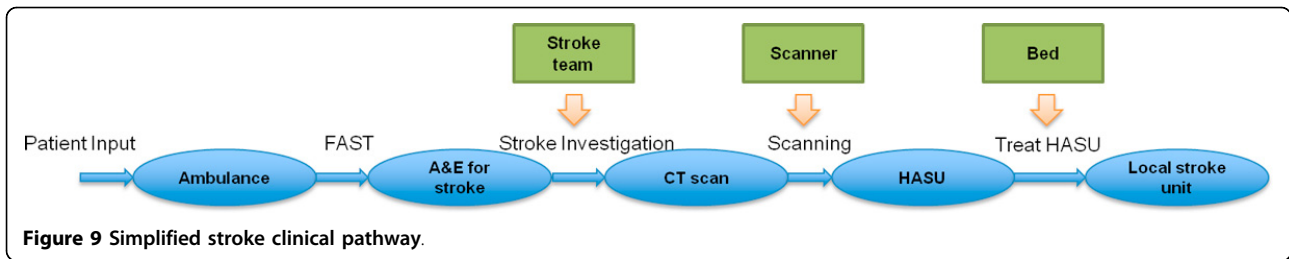 Stroke
team
Scanner
Bed
Patient Input
FAST
Stroke Investigation
Scanning
Treat HASU
Ambulance
A&E for
stroke
CT scan
HASU
Local stroke
unit
Figure 9 Simplified stroke clinical pathway.